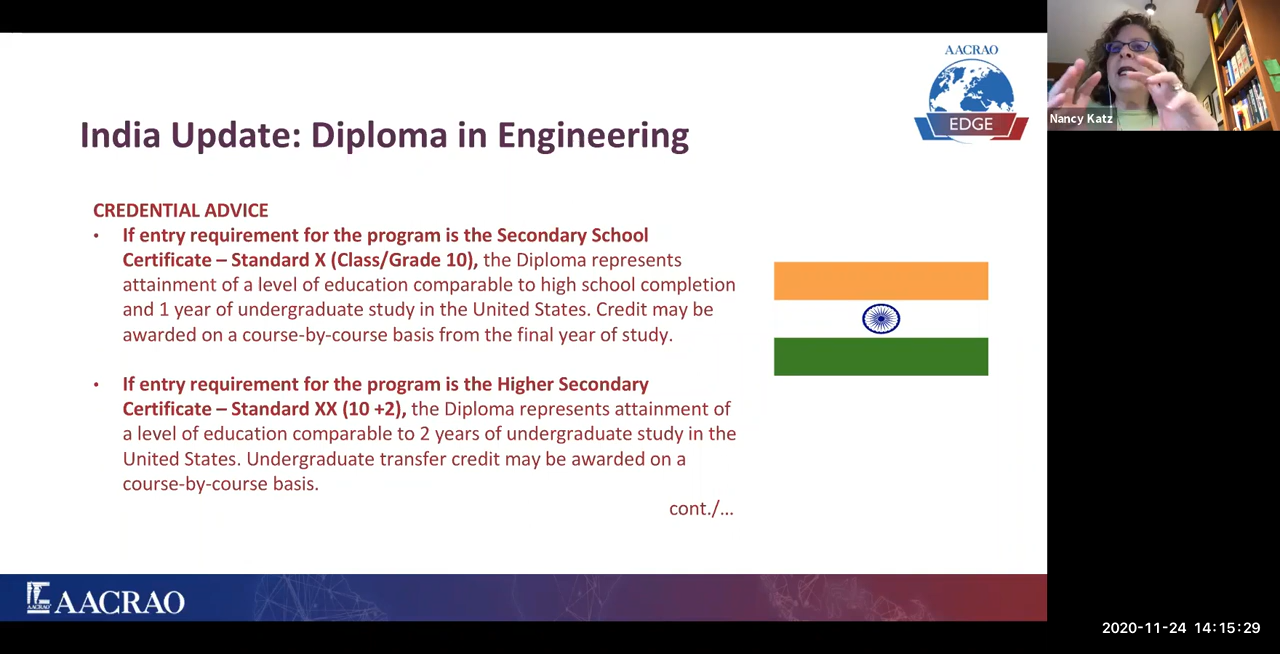 AACRAO
EDGE
Nancy Katz
India Update: Diploma in Engineering
CREDENTIAL ADVICE
• If entry requirement for the program is the Secondary School
Certificate – Standard X (Class/Grade 10), the Diploma represents
attainment of a level of education comparable to high school completion
and 1 year of undergraduate study in the United States. Credit may be
awarded on a course-by-course basis from the final year of study.
• If entry requirement for the program is the Higher Secondary
Certificate – Standard XX (10 +2), the Diploma represents attainment of
a level of education comparable to 2 years of undergraduate study in the
United States. Undergraduate transfer credit may be awarded on a
course-by-course basis.
cont./...
AACRAO
AACRAO
2020-11-24 14:15:29